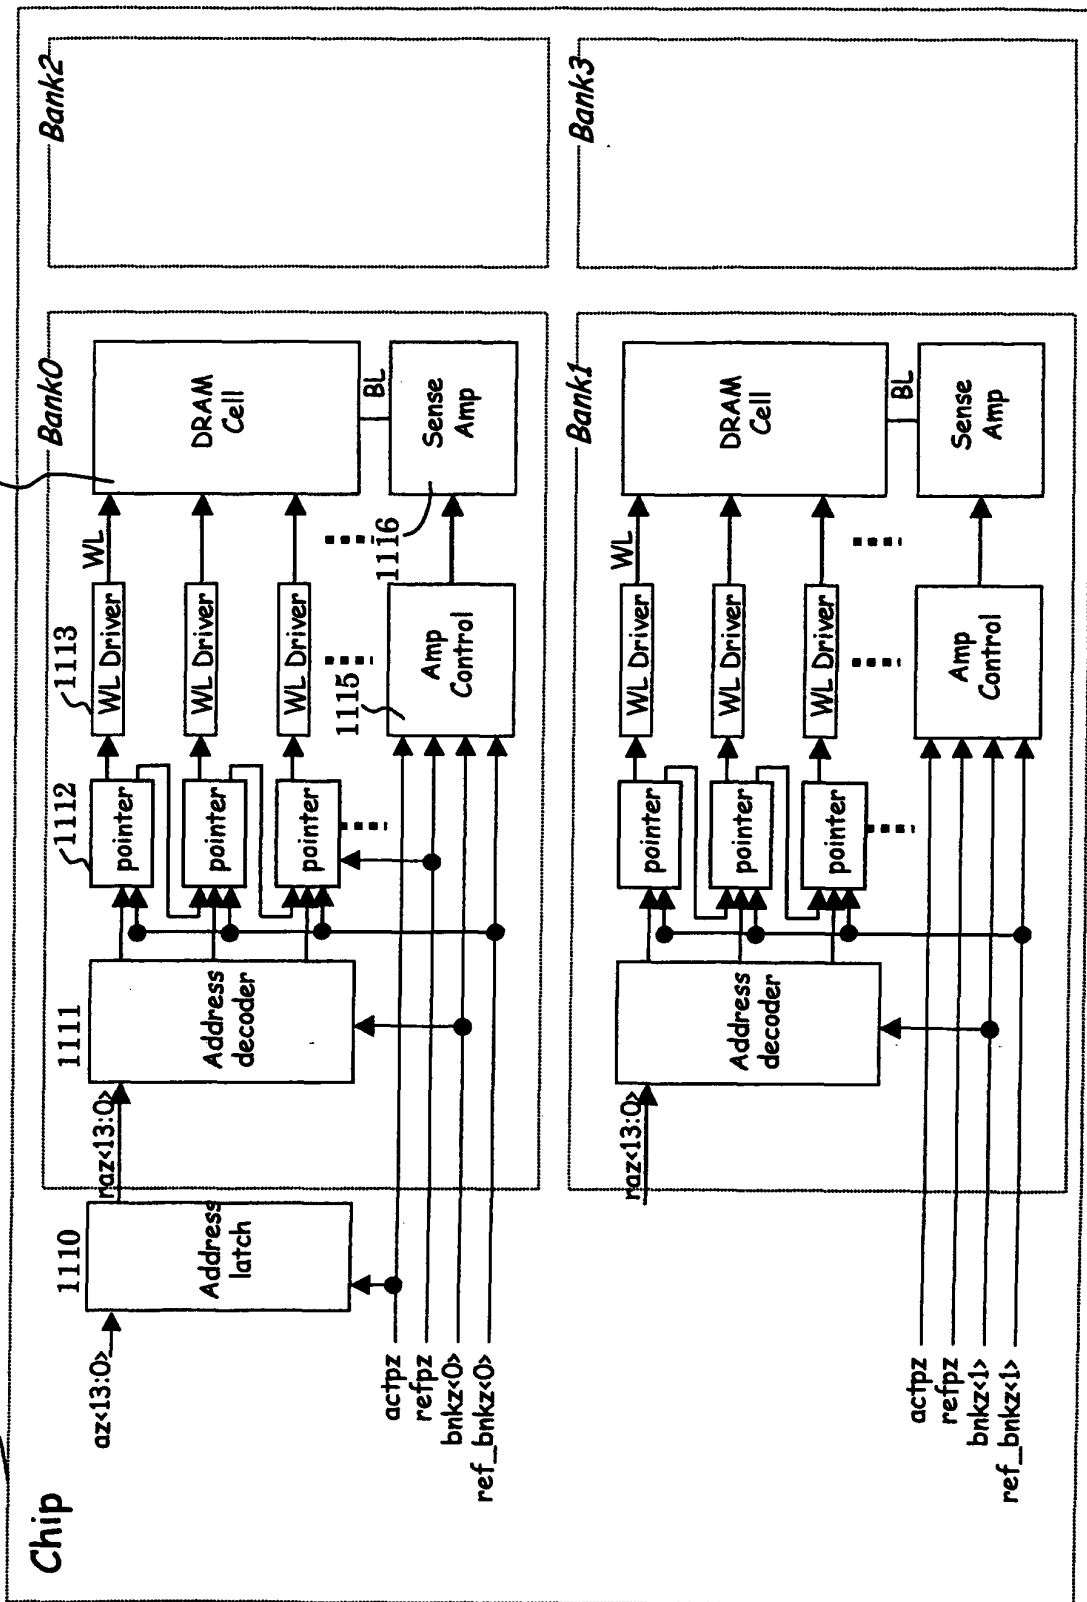 Chip
az<13:0>
1110
Address
latch
raz<13:0>
actpz
refpz
bnkz<0>
ref_bnkz<0>
Bank0
1111
Address
decoder
1112
pointer
pointer
pointer
1113
WL Driver
WL Driver
WL Driver
WL
DRAM
Cell
BL
1115
Amp
Control
1116
Sense
Amp
Bank2
Bank1
raz<13:0>
Address
decoder
pointer
pointer
pointer
WL Driver
WL Driver
WL Driver
WL
DRAM
Cell
BL
Amp
Control
Sense
Amp
actpz
refpz
bnkz<1>
ref_bnkz<1>
Bank3